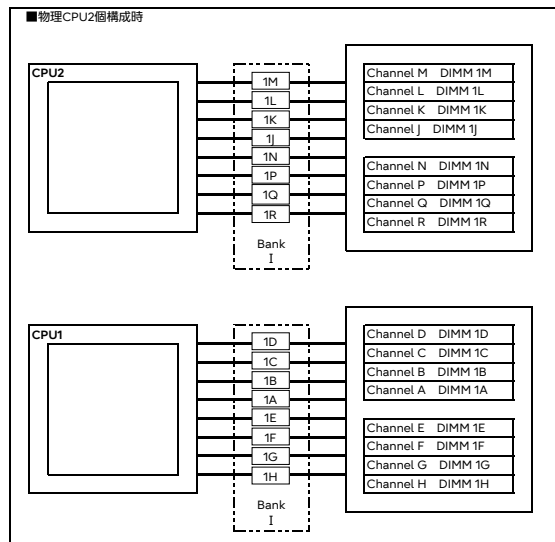 ■物理CPU2個構成時
CPU2
1M
1L
1K
1J
1N
1P
1Q
1R
Bank
I
Channel M DIMM 1M
Channel L DIMM 1L
Channel K DIMM 1K
Channel J DIMM 1J
Channel N DIMM 1N
Channel P DIMM 1P
Channel Q DIMM 1Q
Channel R DIMM 1R
CPU1
1D
1C
1B
1A
1E
1F
1G
1H
Bank
I
Channel D DIMM 1D
Channel C DIMM 1C
Channel B DIMM 1B
Channel A DIMM 1A
Channel E DIMM 1E
Channel F DIMM 1F
Channel G DIMM 1G
Channel H DIMM 1H